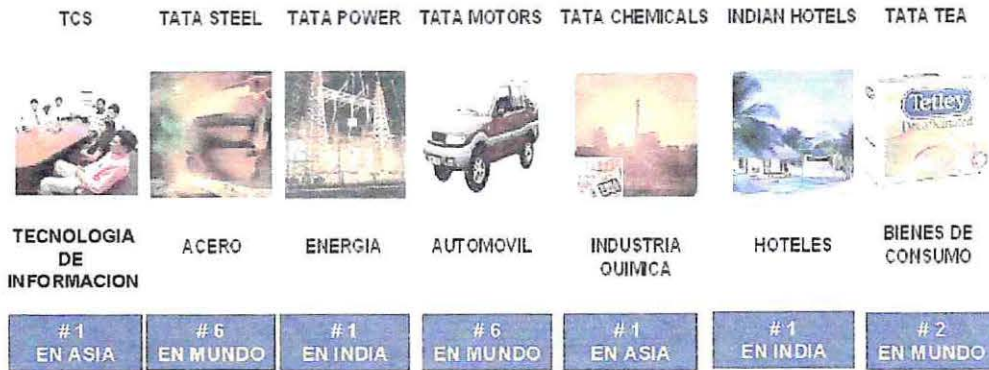 TCS TATA STEEL TATA POWER TATA MOTORS TATA CHEMICALS INDIAN HOTELS TATA TEA
Tetley
Decaffeinated
TECNOLOGIA
DE
INFORMACION
ACERO
ENERGIA
AUTOMOVIL
INDUSTRIA
QUIMICA
HOTELES
BIENES DE
CONSUMO
# 1
EN ASIA
# 6
EN MUNDO
# 1
EN INDIA
# 6
EN MUNDO
# 1
EN ASIA
# 1
EN INDIA
# 2
EN MUNDO